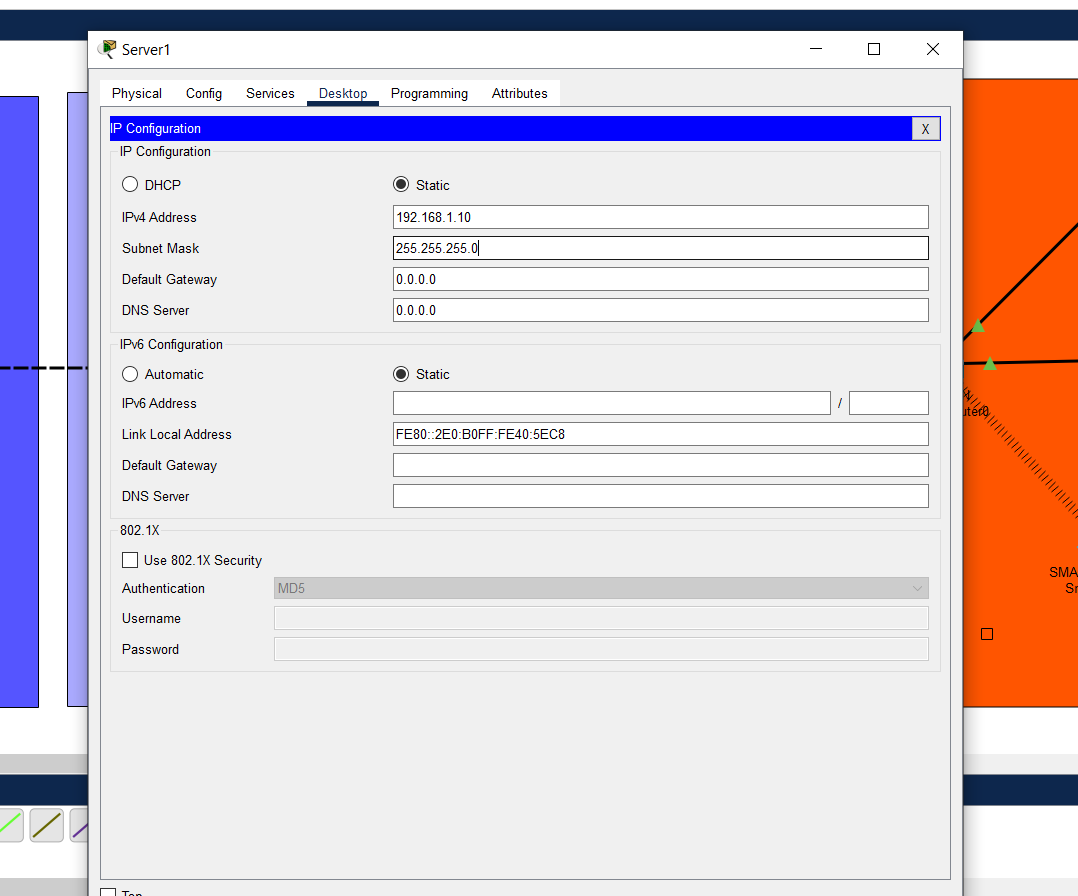 Server1
Physical Config Services Desktop Programming Attributes
IP Configuration X
IP Configuration
DHCP Static
IPv4 Address 192.168.1.10
Subnet Mask 255.255.255.0
Default Gateway 0.0.0.0
DNS Server 0.0.0.0
IPv6 Configuration
Automatic Static
IPv6 Address /
Link Local Address FE80::2E0:B0FF:FE40:5EC8
Default Gateway
DNS Server
802.1X
Use 802.1X Security
Authentication MD5
Username
Password
SMA